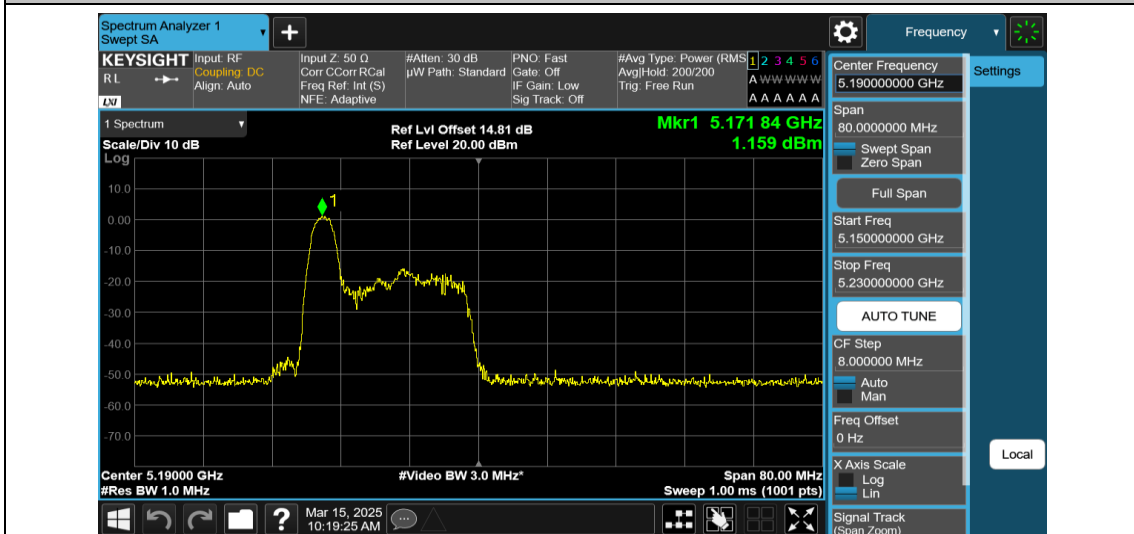 Spectrum Analyzer 1
Swept SA
Frequency
KEYSIGHT
R L
LXI
Input: RF
Coupling: DC
Align: Auto
Input Z: 50 Ω
Corr CCorr RCal
Freq Ref: Int (S)
NFE: Adaptive
#Atten: 30 dB
µW Path: Standard
PNO: Fast
Gate: Off
IF Gain: Low
Sig Track: Off
#Avg Type: Power (RMS
Avg|Hold: 200/200
Trig: Free Run
1 2 3 4 5 6
A W W W W W
A A A A A A
1 Spectrum
Scale/Div 10 dB
Log
Ref Lvl Offset 14.81 dB
Ref Level 20.00 dBm
Mkr1 5.171 84 GHz
1.159 dBm
1
10.0
0.00
-10.0
-20.0
-30.0
-40.0
-50.0
-60.0
-70.0
Center 5.19000 GHz
#Res BW 1.0 MHz
#Video BW 3.0 MHz*
Span 80.00 MHz
Sweep 1.00 ms (1001 pts)
Mar 15, 2025
10:19:25 AM
Center Frequency
5.190000000 GHz
Span
80.0000000 MHz
Swept Span
Zero Span
Full Span
Start Freq
5.150000000 GHz
Stop Freq
5.230000000 GHz
AUTO TUNE
CF Step
8.000000 MHz
Auto
Man
Freq Offset
0 Hz
X Axis Scale
Log
Lin
Signal Track
(Span Zoom)
Settings
Local